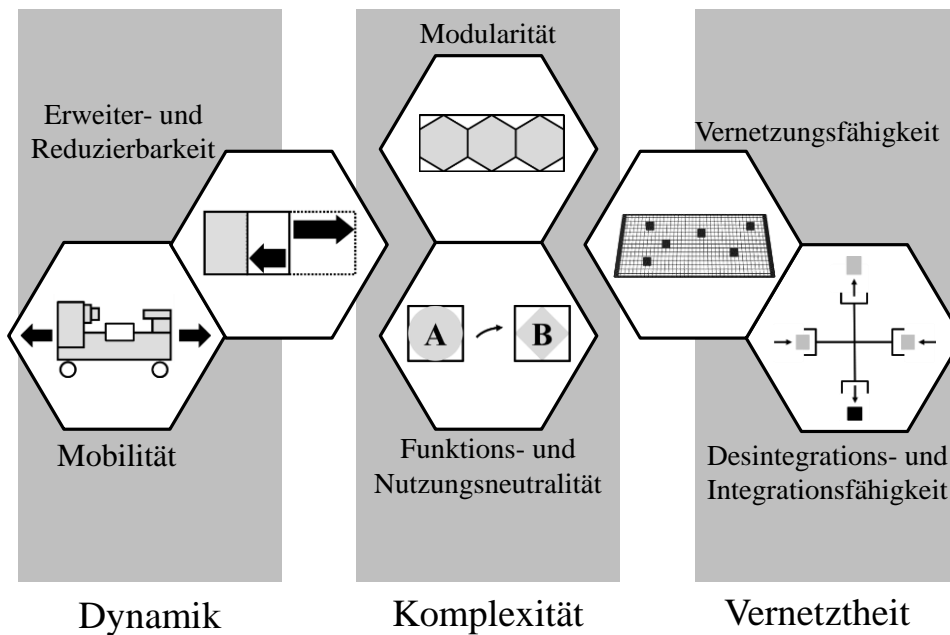 Modularität
Erweiter- und
Reduzierbarkeit
Vernetzungsfähigkeit
A
B
Mobilität
Funktions- und
Nutzungsneutralität
Desintegrations- und
Integrationsfähigkeit
Dynamik
Komplexität
Vernetztheit